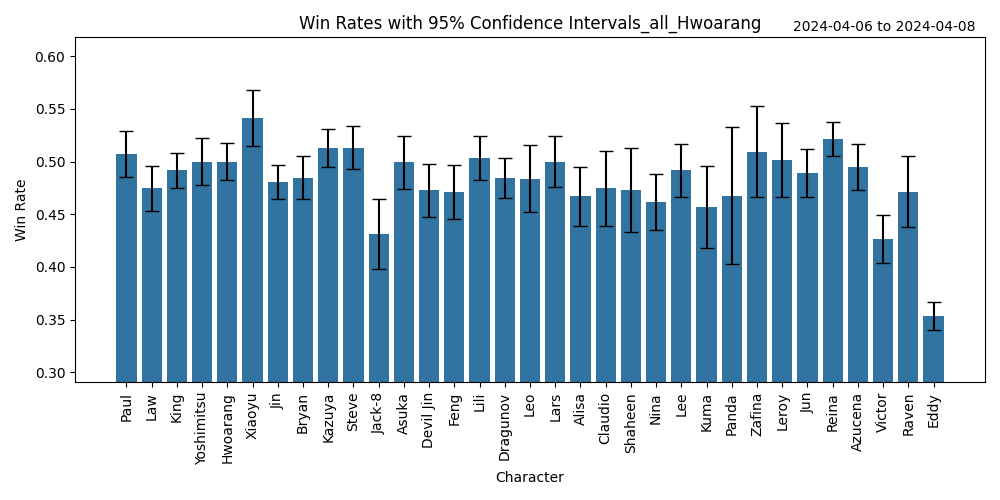 Win Rates with 95% Confidence Intervals_all_Hwoarang
2024-04-06 to 2024-04-08
Win Rate
0.60
0.55
0.50
0.45
0.40
0.35
0.30
Paul
Law
King
Yoshimitsu
Hwoarang
Xiaoyu
Jin
Bryan
Kazuya
Steve
Jack-8
Asuka
Devil Jin
Feng
Lili
Dragunov
Leo
Lars
Alisa
Claudio
Shaheen
Nina
Lee
Kuma
Panda
Zafina
Leroy
Jun
Reina
Azucena
Victor
Raven
Eddy
Character